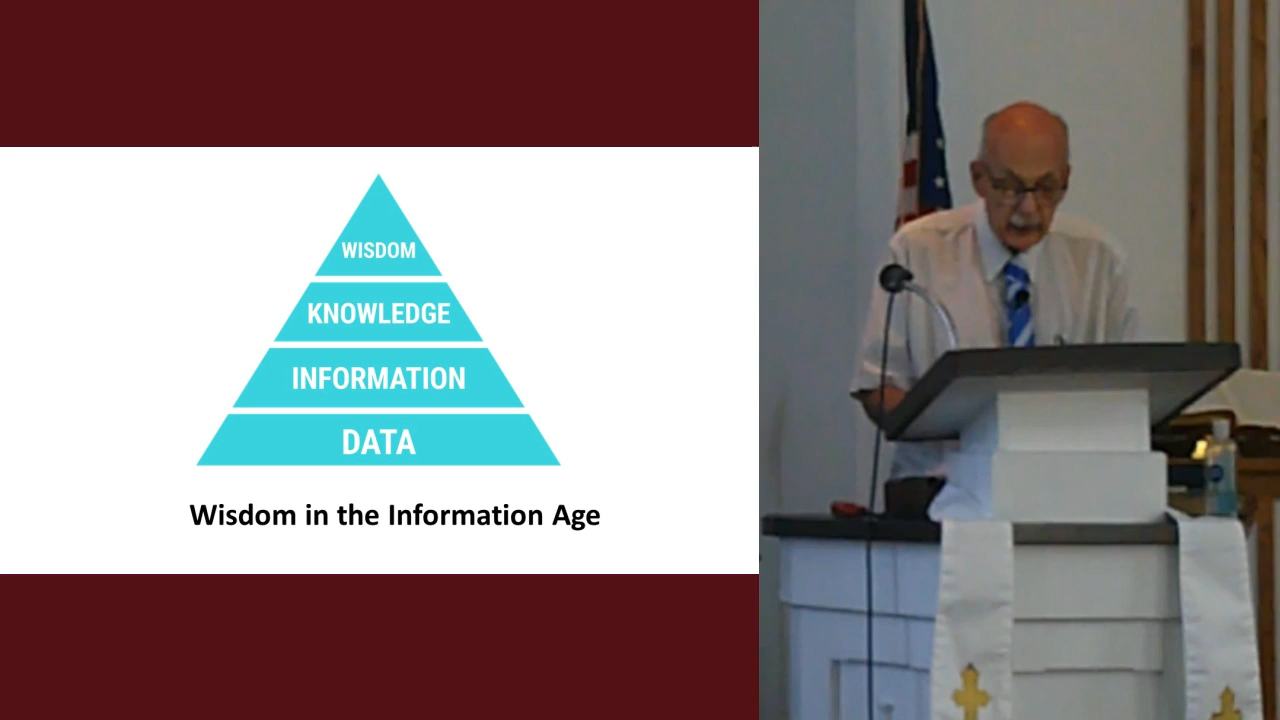 WISDOM
KNOWLEDGE
INFORMATION
DATA
Wisdom in the Information Age